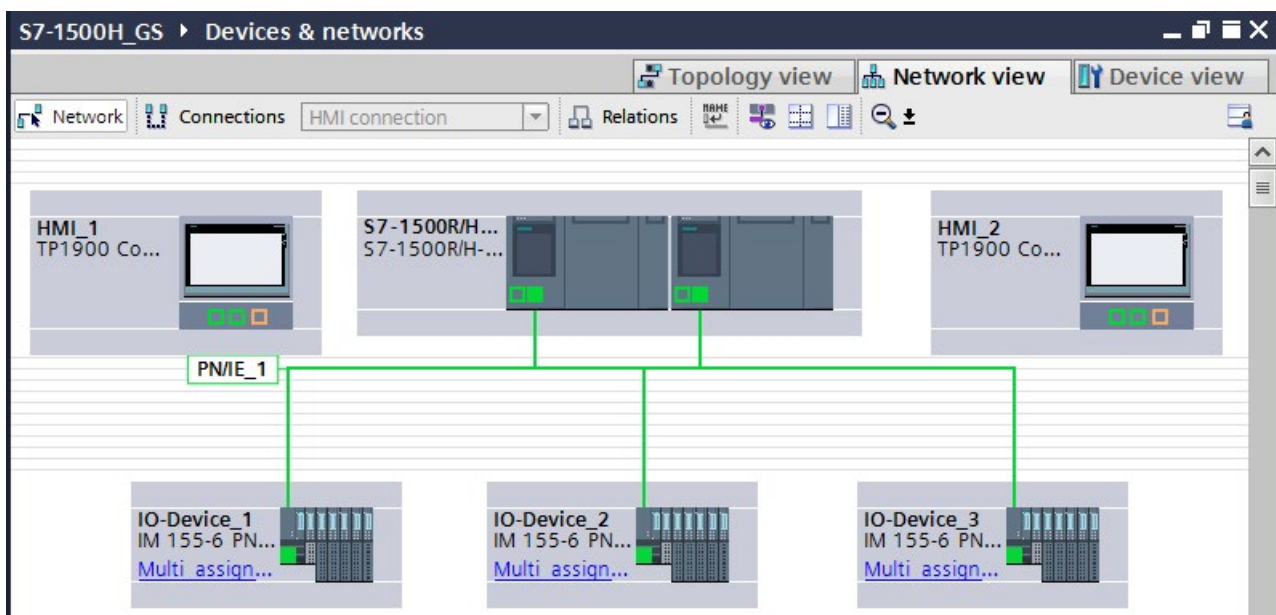 S7-1500H_GS ▸ Devices & networks
Topology view Network view Device view
Network Connections HMI connection Relations
HMI_1
TP1900 Co...
S7-1500R/H...
S7-1500R/H-...
HMI_2
TP1900 Co...
PN/IE_1
IO-Device_1
IM 155-6 PN...
Multi assign...
IO-Device_2
IM 155-6 PN...
Multi assign...
IO-Device_3
IM 155-6 PN...
Multi assign...